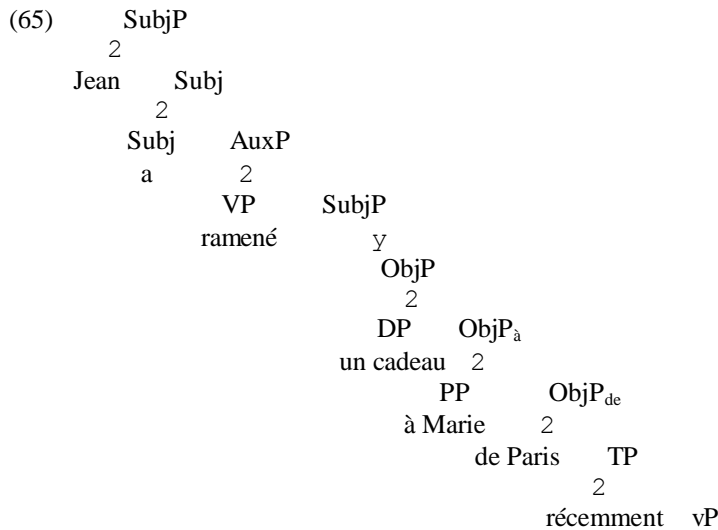 (65) SubjP
2
Jean Subj
2
Subj AuxP
a 2
VP SubjP
ramené y
ObjP
2
DP ObjPà
un cadeau 2
PP ObjPde
à Marie 2
de Paris TP
2
récemment vP